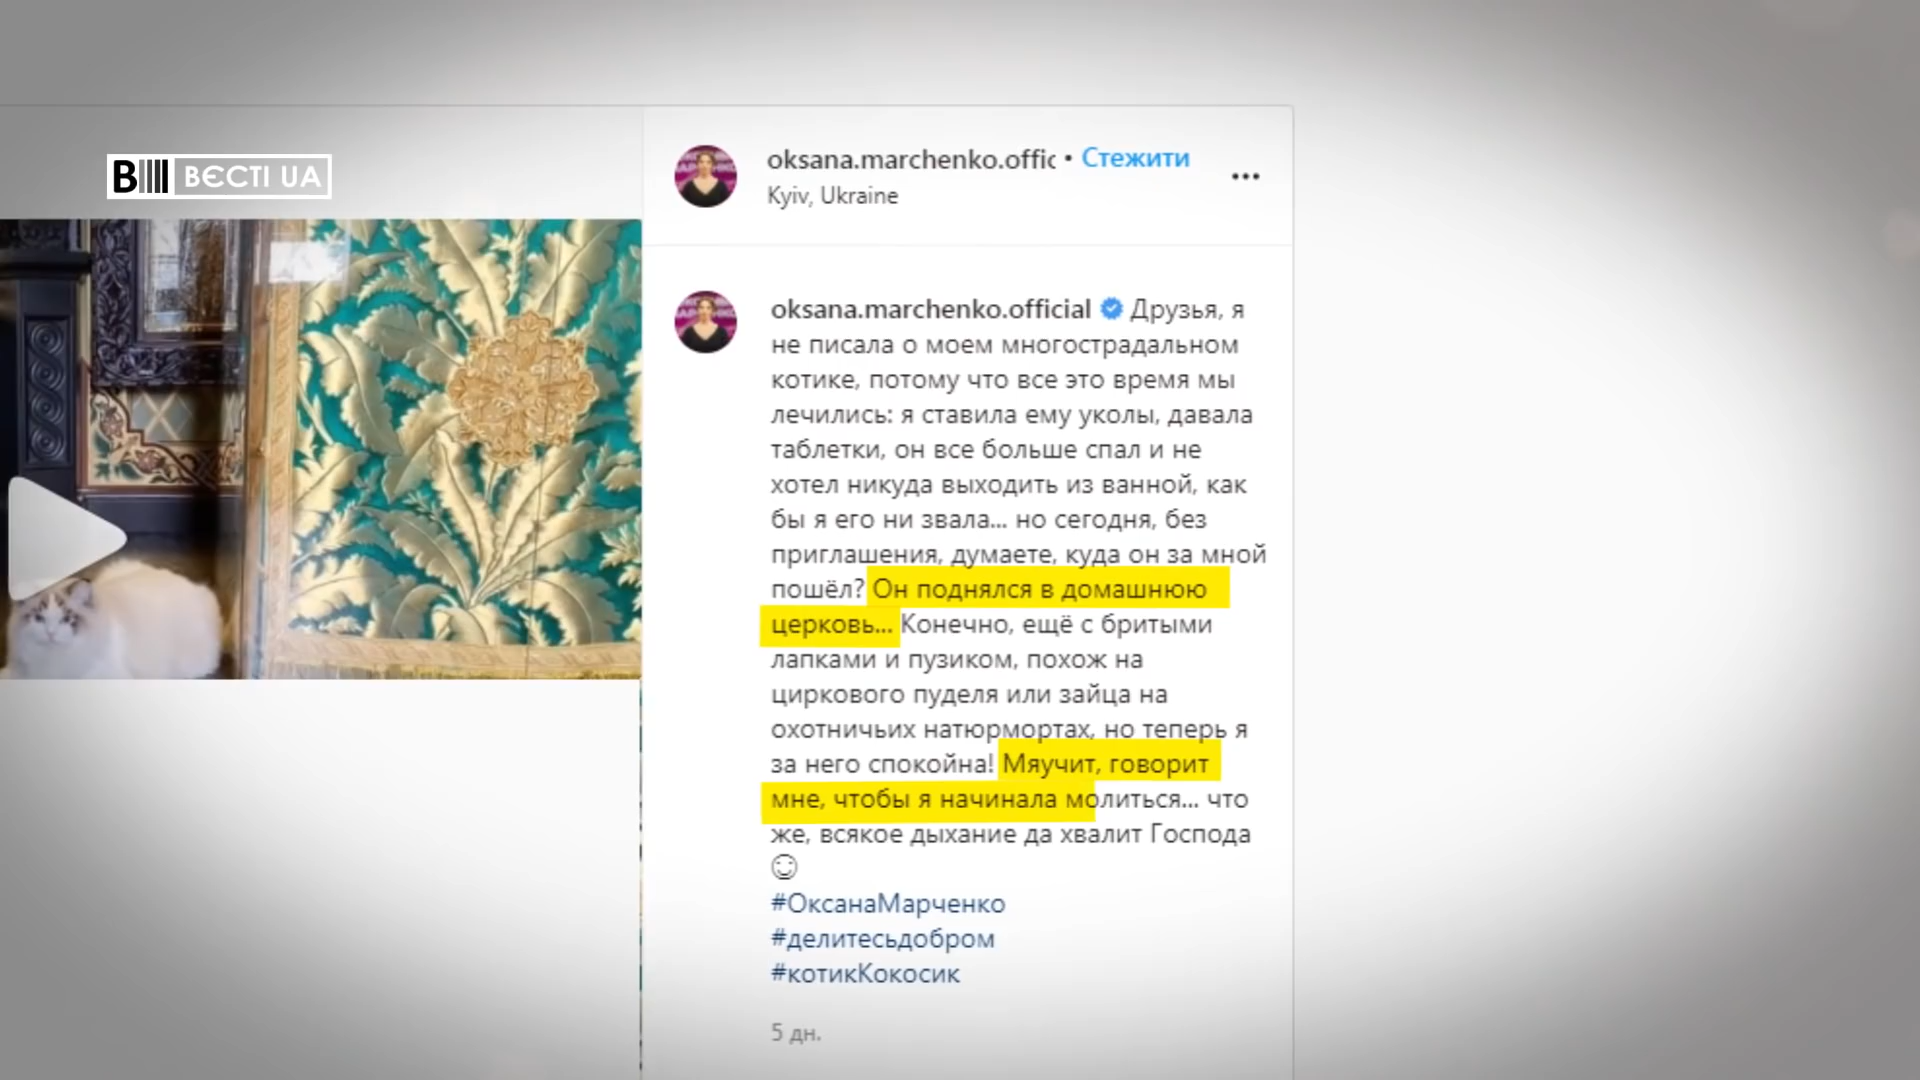 B ВЄСТІ UA
oksana.marchenko.offic • Стежити
Kyiv, Ukraine
oksana.marchenko.official Друзья, я
не писала о моем многострадальном
котике, потому что все это время мы
лечились: я ставила ему уколы, давала
таблетки, он все больше спал и не
хотел никуда выходить из ванной, как
бы я его ни звала... но сегодня, без
приглашения, думаете, куда он за мной
пошёл? Он поднялся в домашнюю
церковь... Конечно, ещё с бритыми
лапками и пузиком, похож на
циркового пуделя или зайца на
охотничьих натюрмортах, но теперь я
за него спокойна! Мяучит, говорит
мне, чтобы я начинала молиться... что
же, всякое дыхание да хвалит Господа
☺
#ОксанаМарченко
#делитесьдобром
#котикКокосик
5 дн.